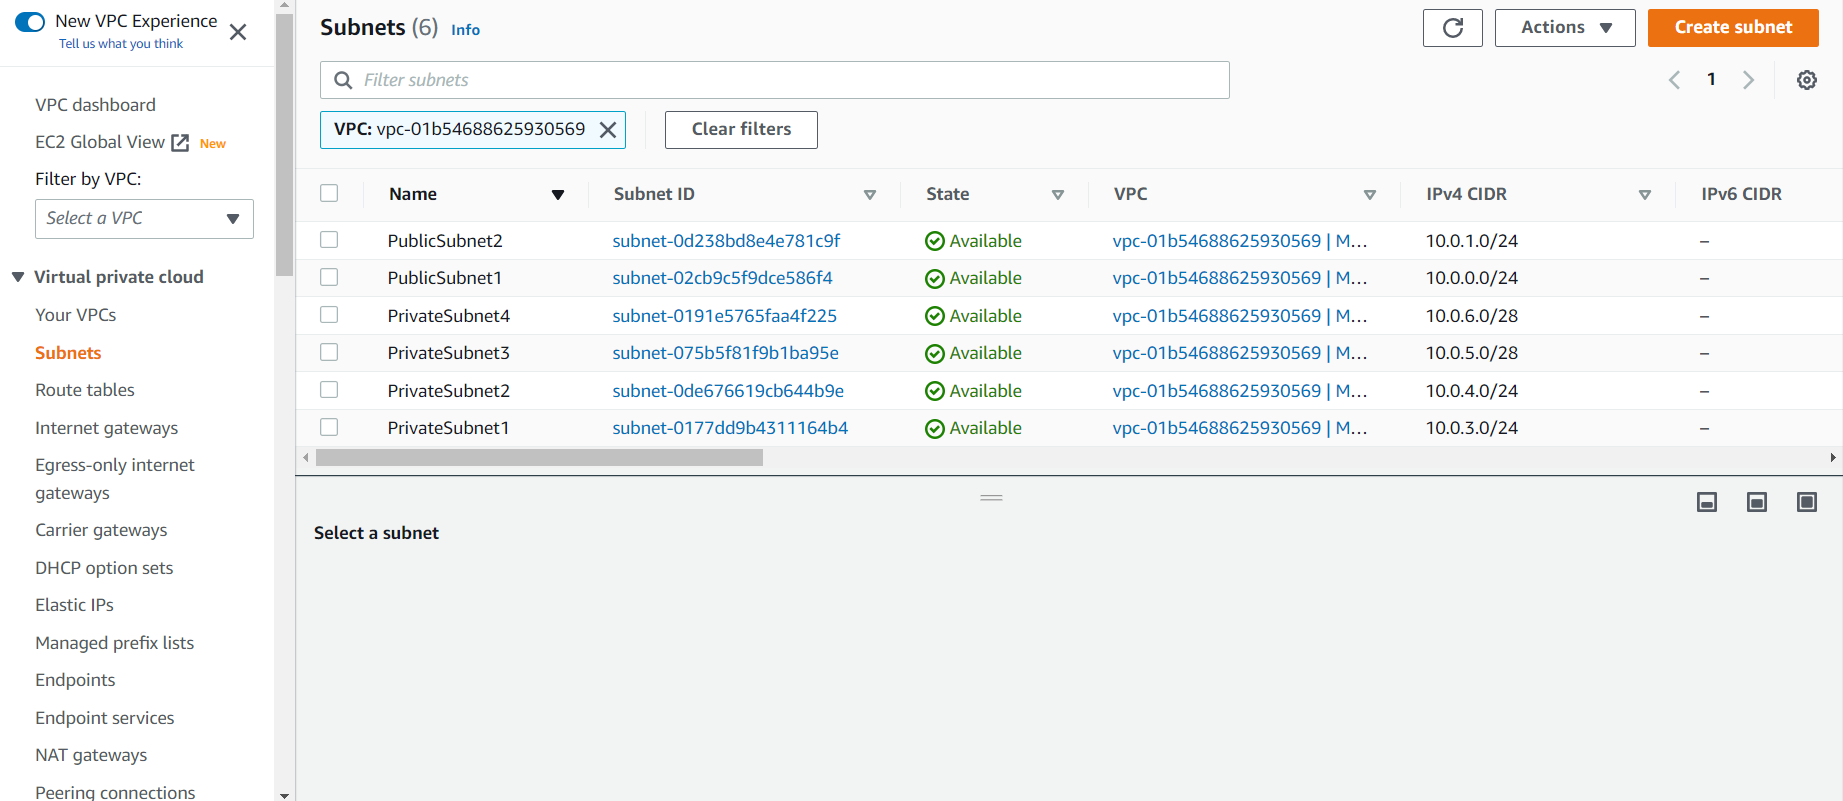 New VPC Experience
Tell us what you think
VPC dashboard
EC2 Global View New
Filter by VPC:
Select a VPC
Virtual private cloud
Your VPCs
Subnets
Route tables
Internet gateways
Egress-only internet
gateways
Carrier gateways
DHCP option sets
Elastic IPs
Managed prefix lists
Endpoints
Endpoint services
NAT gateways
Peering connections
Subnets (6) Info
Actions
Create subnet
Filter subnets
1
VPC: vpc-01b54688625930569
Clear filters
Name Subnet ID State VPC IPv4 CIDR IPv6 CIDR
PublicSubnet2 subnet-0d238bd8e4e781c9f Available vpc-01b54688625930569 | M... 10.0.1.0/24 –
PublicSubnet1 subnet-02cb9c5f9dce586f4 Available vpc-01b54688625930569 | M... 10.0.0.0/24 –
PrivateSubnet4 subnet-0191e5765faa4f225 Available vpc-01b54688625930569 | M... 10.0.6.0/28 –
PrivateSubnet3 subnet-075b5f81f9b1ba95e Available vpc-01b54688625930569 | M... 10.0.5.0/28 –
PrivateSubnet2 subnet-0de676619cb644b9e Available vpc-01b54688625930569 | M... 10.0.4.0/24 –
PrivateSubnet1 subnet-0177dd9b4311164b4 Available vpc-01b54688625930569 | M... 10.0.3.0/24 –
Select a subnet